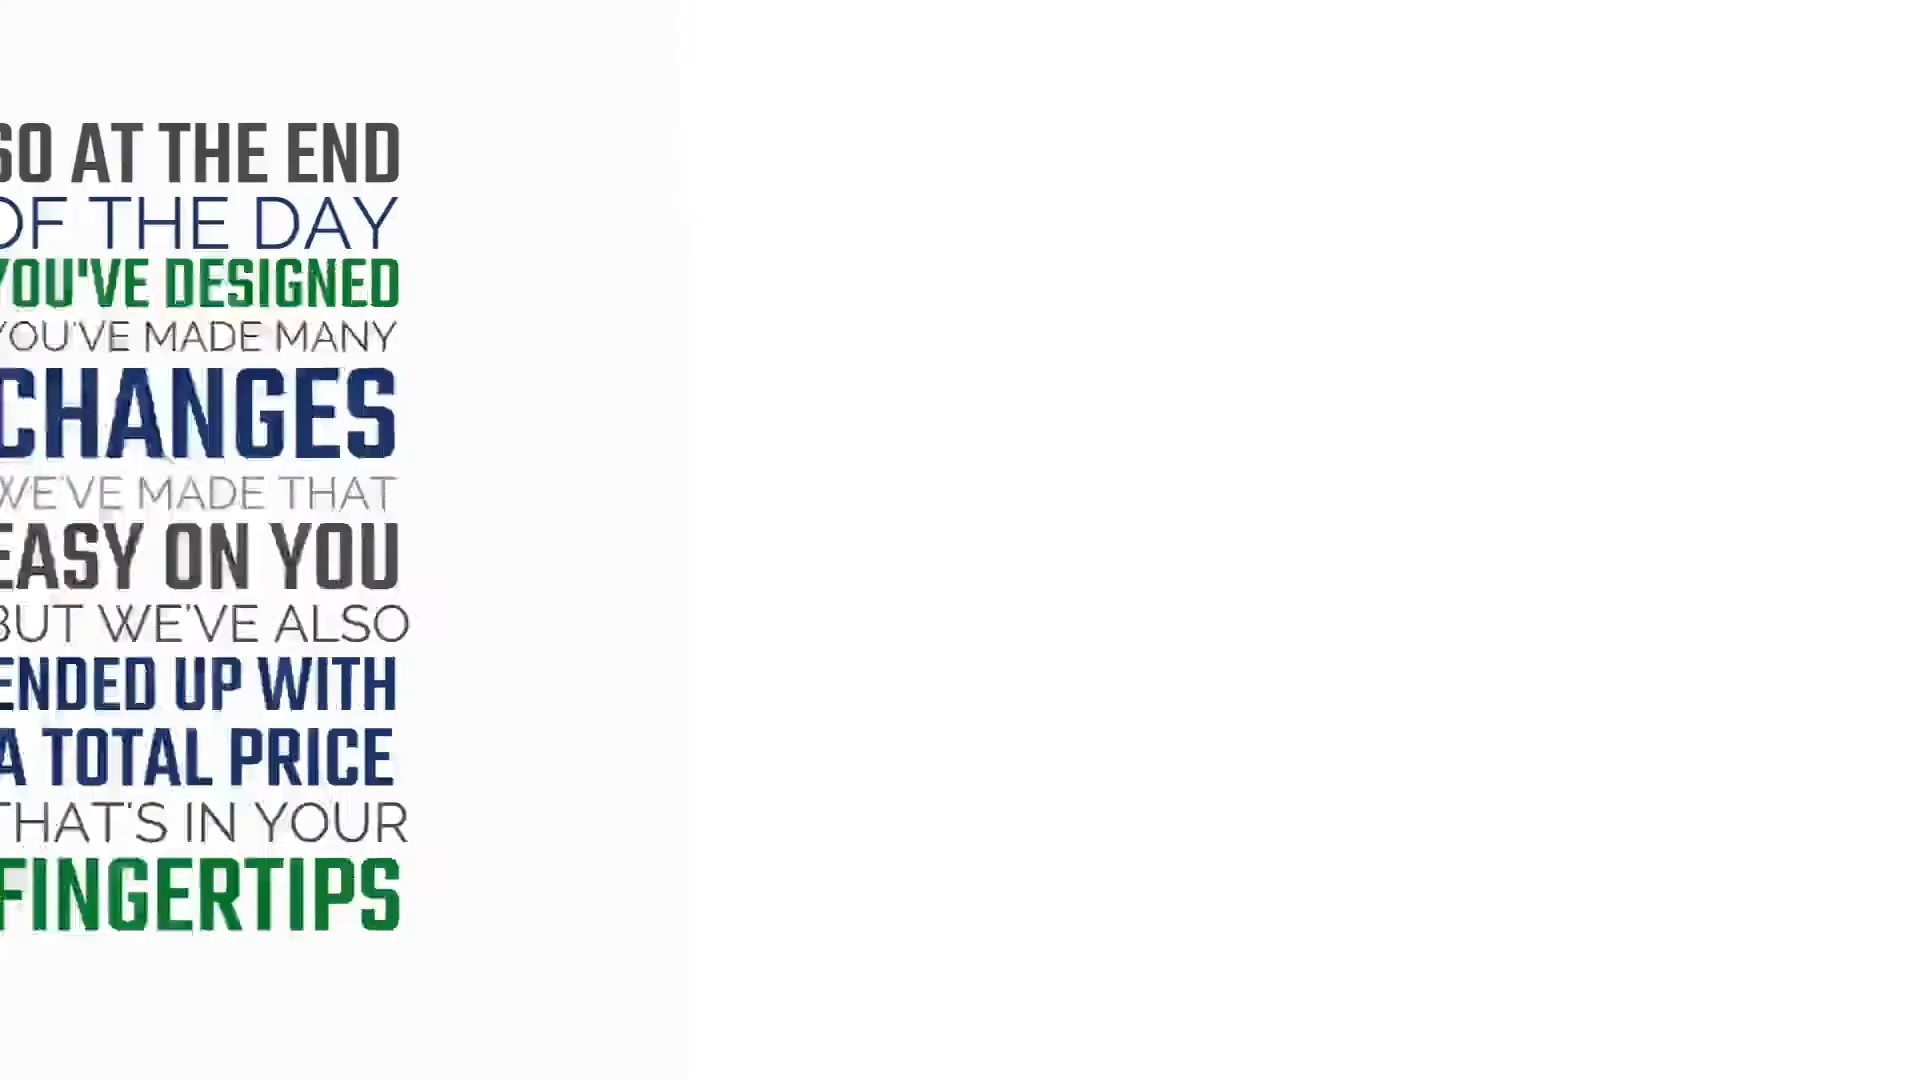 SO AT THE END
OF THE DAY
YOU'VE DESIGNED
YOU'VE MADE MANY
CHANGES
WE'VE MADE THAT
EASY ON YOU
BUT WE'VE ALSO
ENDED UP WITH
A TOTAL PRICE
THAT'S IN YOUR
FINGERTIPS